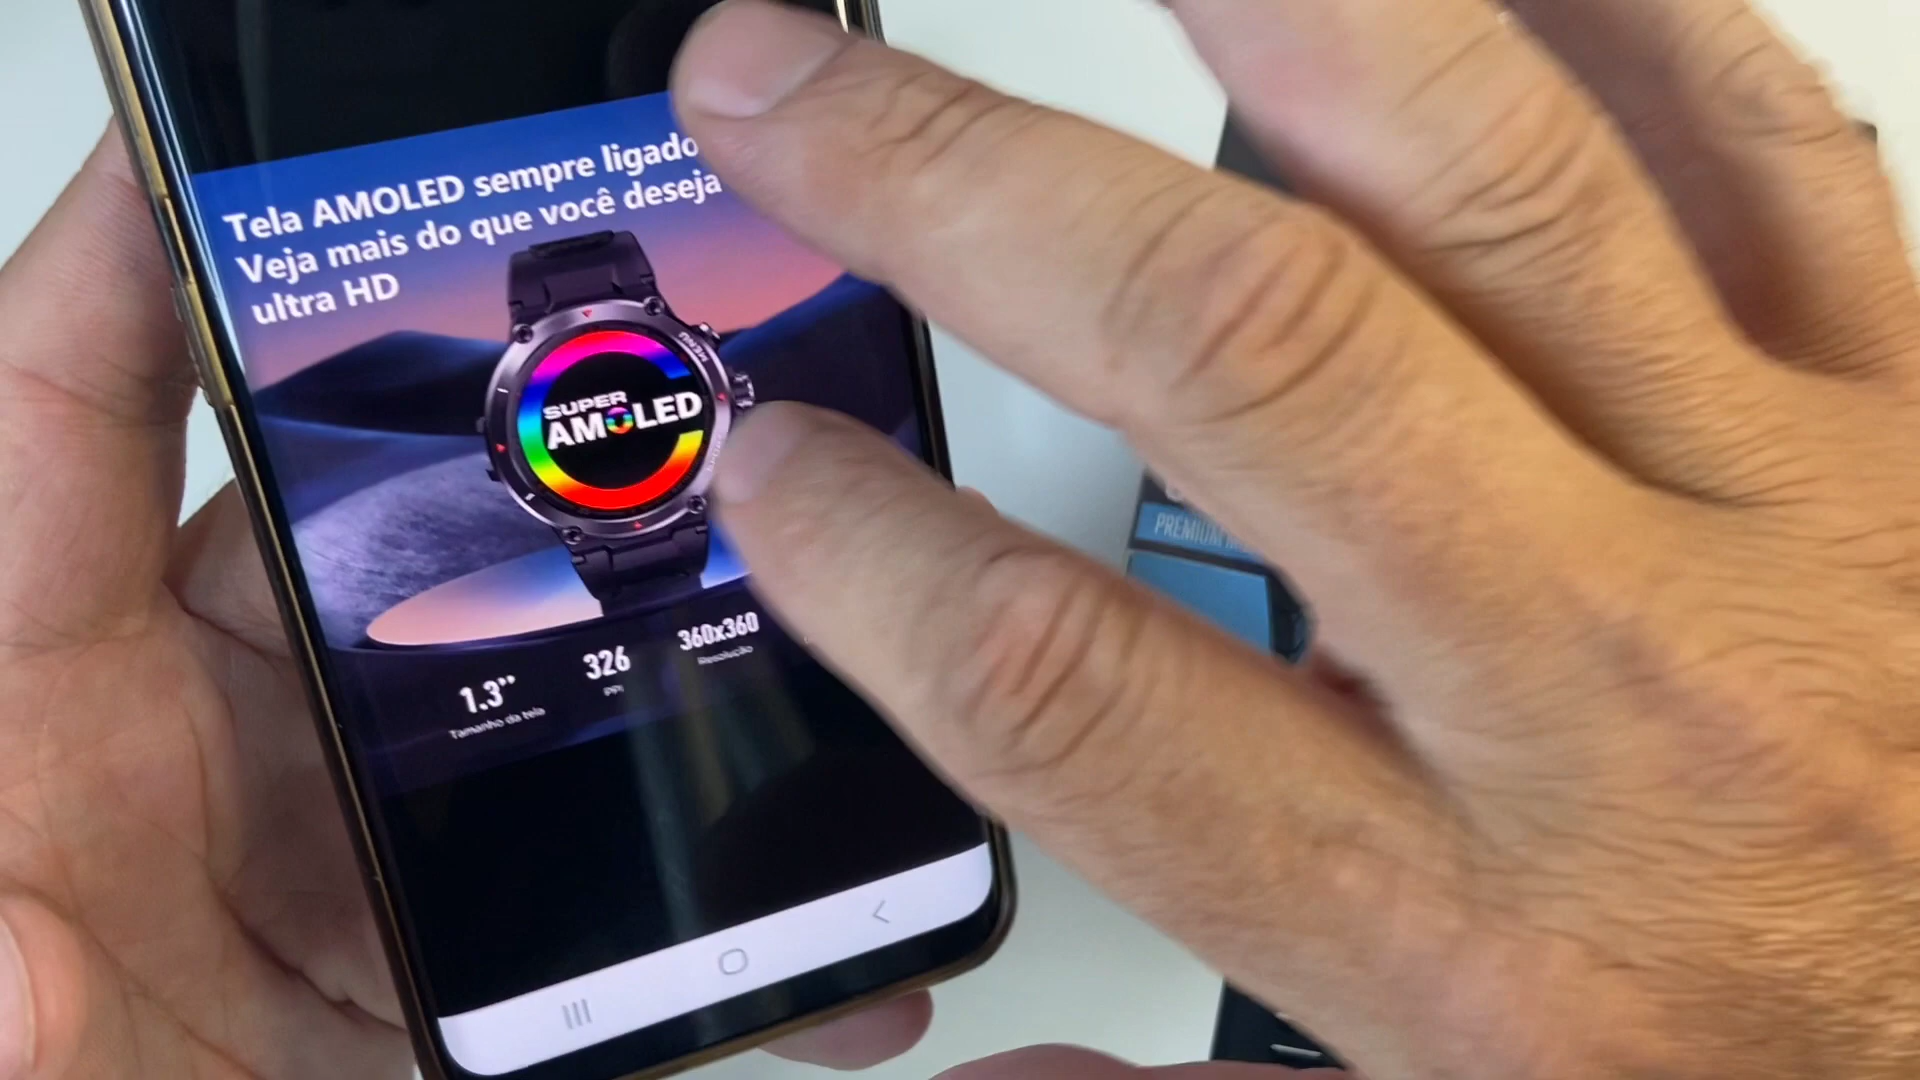 Tela AMOLED sempre ligado
Veja mais do que você deseja
ultra HD
MENU
SUPER
AMOLED
1.3"
Tamanho da tela
326
PPI
360x360
Resolução
PREMIUM